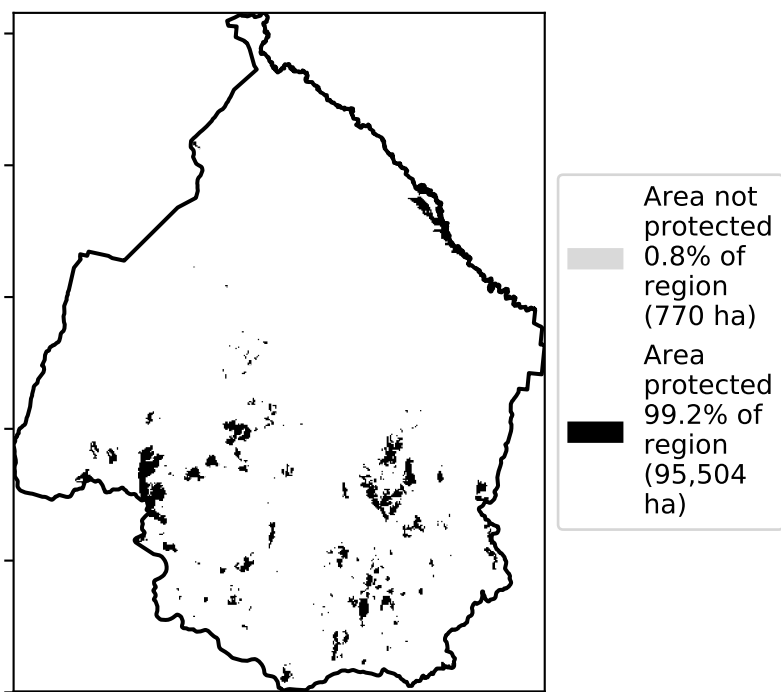 Area not
protected
0.8% of
region
(770 ha)
Area
protected
99.2% of
region
(95,504
ha)